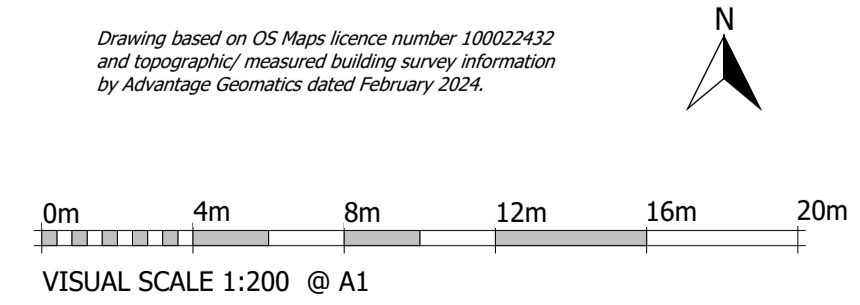 Drawing based on OS Maps licence number 100022432
and topographic/ measured building survey information
by Advantage Geomatics dated February 2024.
N
0m 4m 8m 12m 16m 20m
VISUAL SCALE 1:200 @ A1